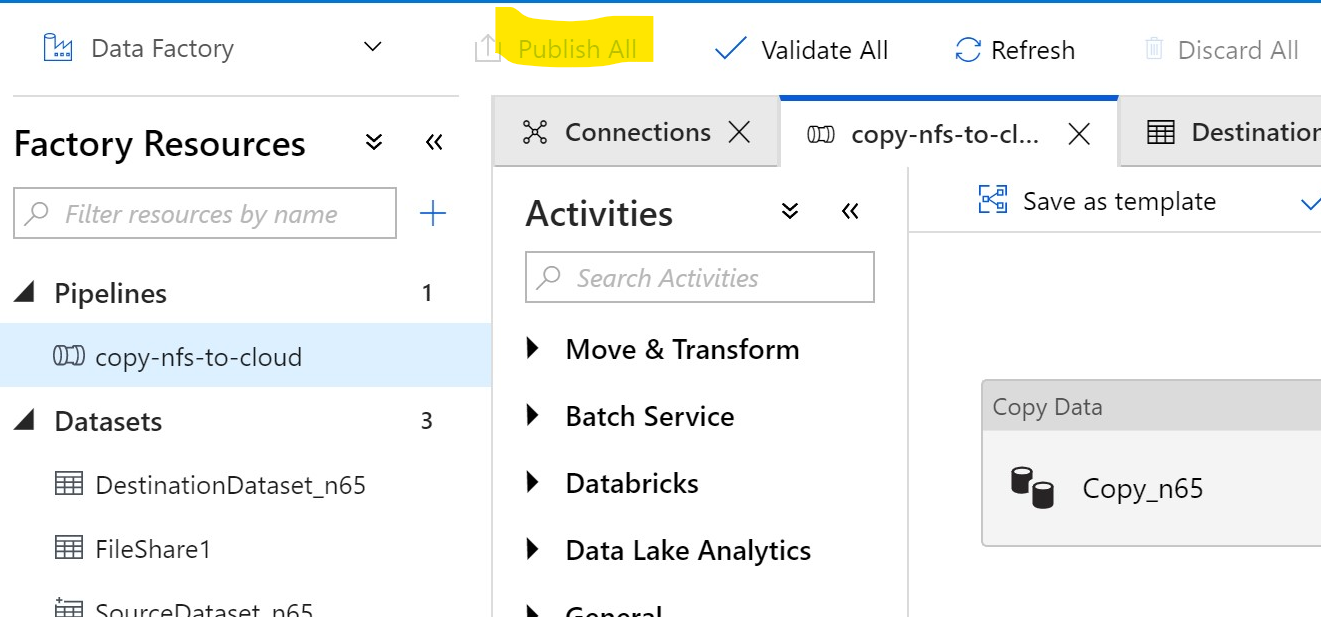 Data Factory
Publish All
Validate All
Refresh
Discard All
Factory Resources
Filter resources by name
Pipelines 1
copy-nfs-to-cloud
Datasets 3
DestinationDataset_n65
FileShare1
SourceDataset_n65
Connections
copy-nfs-to-cl...
Destination
Activities
Search Activities
Move & Transform
Batch Service
Databricks
Data Lake Analytics
General
Save as template
Copy Data
Copy_n65